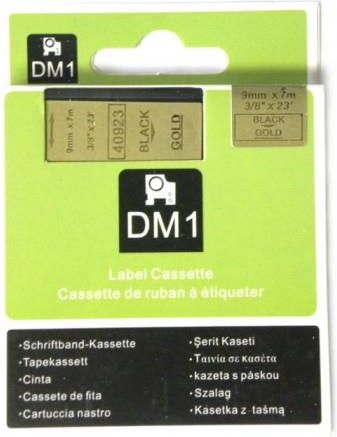 DM1
9mm x 7m
3/8" x 23'
40923
BLACK
GOLD
9mm x 7m
3/8" x 23'
BLACK
GOLD
DM1
Label Cassette
Cassette de ruban à étiqueter
·Schriftband-Kassette
·Tapekassett
·Cinta
·Cassete de fita
·Cartuccia nastro
·Şerit Kaseti
·Ταινία σε κασέτα
·kazeta s páskou
·Szalag
·Kasetka z taśmą